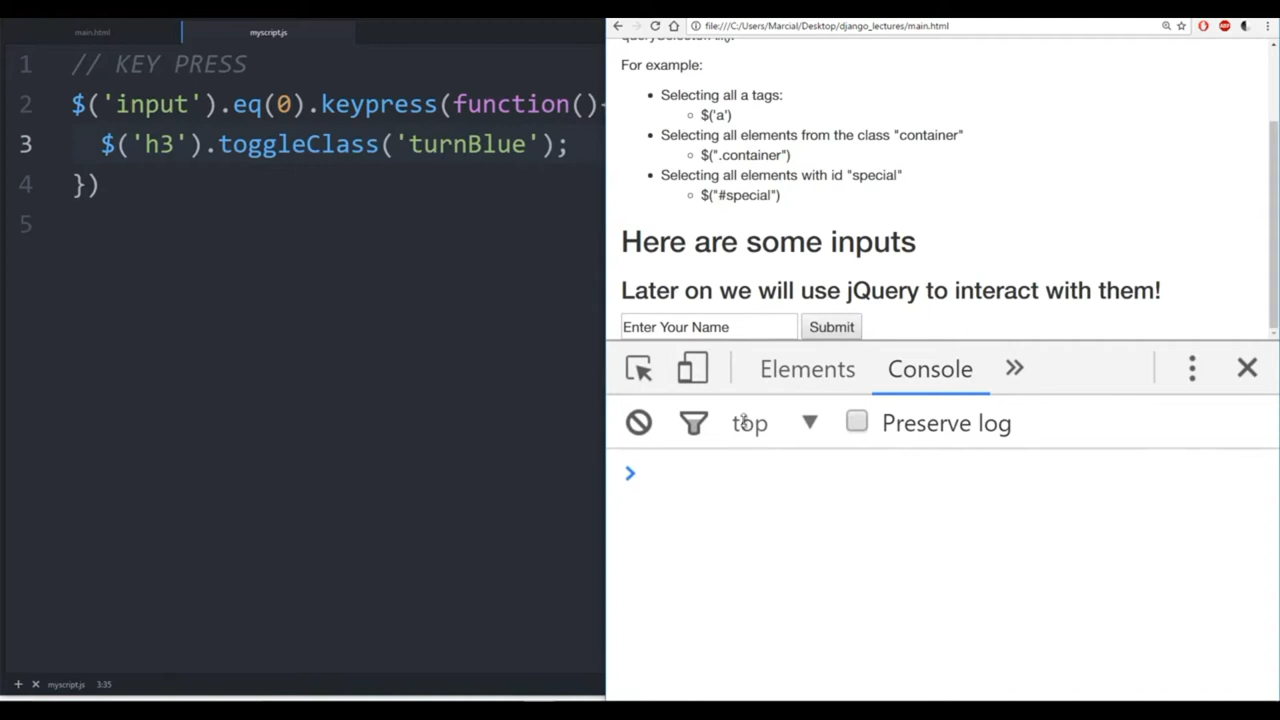 main.html
myscript.js
1 // KEY PRESS
2 $('input').eq(0).keypress(function(){
3 $('h3').toggleClass('turnBlue');
4 })
5
+ × myscript.js 3:35
file:///C:/Users/Marcial/Desktop/django_lectures/main.html
For example:
• Selecting all a tags:
◦ $('a')
• Selecting all elements from the class "container"
◦ $(".container")
• Selecting all elements with id "special"
◦ $("#special")
Here are some inputs
Later on we will use jQuery to interact with them!
Enter Your Name Submit
Elements Console »
top ▼ Preserve log
>